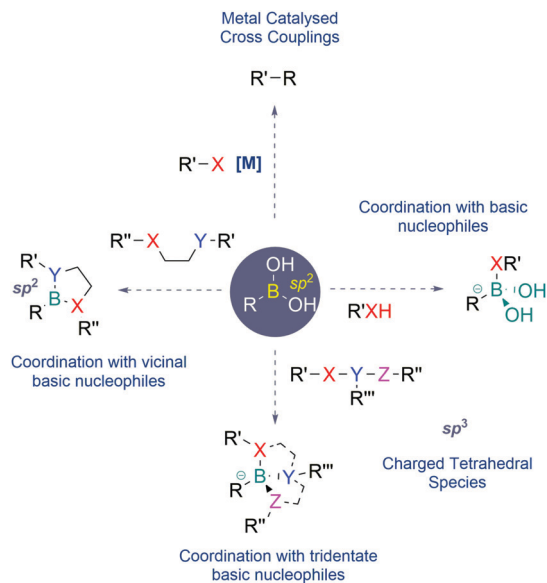 Metal Catalysed
Cross Couplings
R'–R
R'–X [M]
Coordination with basic
nucleophiles
R'' X Y R'
R' Y
sp²
B
R X
R''
OH
B sp²
R OH
R'XH
XR'
⊖ B OH
R OH
Coordination with vicinal
basic nucleophiles
R'–X–Y–Z–R''
R'''
R' X
⊖ B Y R'''
R Z
R''
sp³
Charged Tetrahedral
Species
Coordination with tridentate
basic nucleophiles